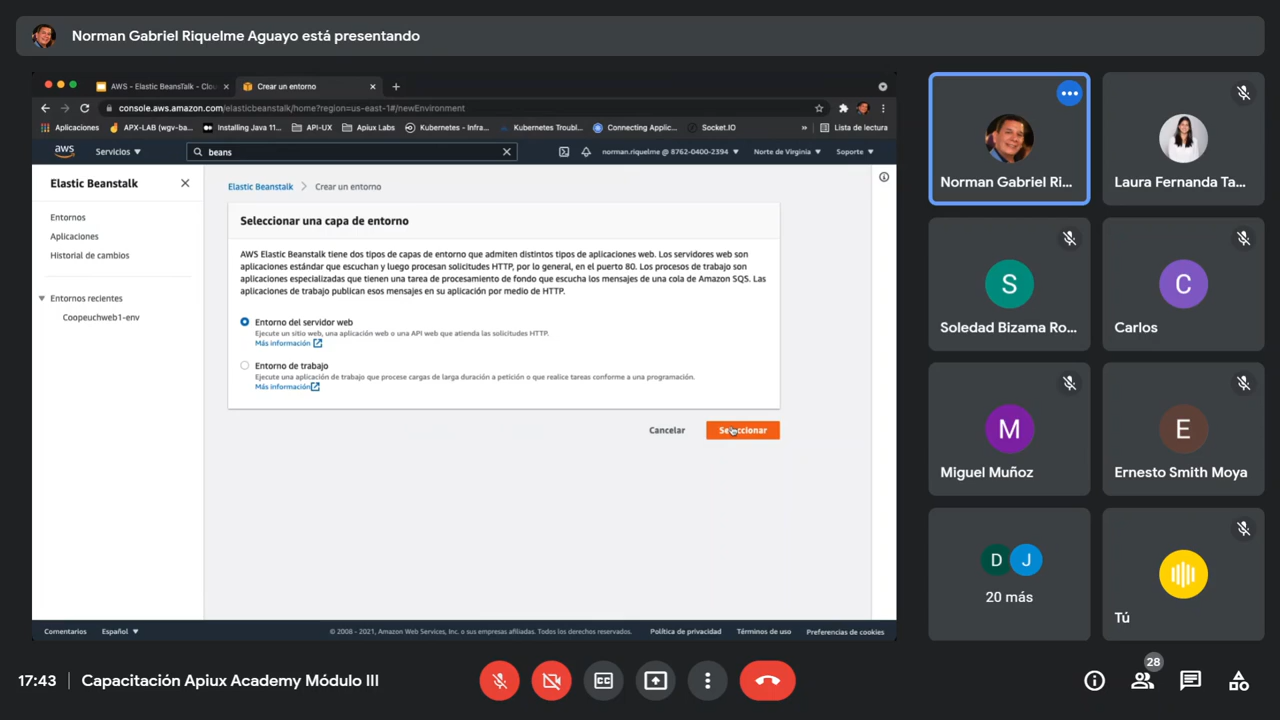 Norman Gabriel Riquelme Aguayo está presentando
AWS - Elastic BeansTalk - Clou
Crear un entorno
console.aws.amazon.com/elasticbeanstalk/home?region=us-east-1#/newEnvironment
Aplicaciones
APX-LAB (wgv-ba...
Installing Java 11...
API-UX
Apiux Labs
Kubernetes - Infra...
Kubernetes Troubl...
Connecting Applic...
Socket.IO
»
Lista de lectura
aws
Servicios
beans
norman.riquelme @ 8762-0400-2394
Norte de Virginia
Soporte
Elastic Beanstalk
Entornos
Aplicaciones
Historial de cambios
Entornos recientes
Coopeuchweb1-env
Elastic Beanstalk > Crear un entorno
Seleccionar una capa de entorno
AWS Elastic Beanstalk tiene dos tipos de capas de entorno que admiten distintos tipos de aplicaciones web. Los servidores web son
aplicaciones estándar que escuchan y luego procesan solicitudes HTTP, por lo general, en el puerto 80. Los procesos de trabajo son
aplicaciones especializadas que tienen una tarea de procesamiento de fondo que escucha los mensajes de una cola de Amazon SQS. Las
aplicaciones de trabajo publican esos mensajes en su aplicación por medio de HTTP.
Entorno del servidor web
Ejecute un sitio web, una aplicación web o una API web que atienda las solicitudes HTTP.
Más información
Entorno de trabajo
Ejecute una aplicación de trabajo que procese cargas de larga duración a petición o que realice tareas conforme a una programación.
Más información
Cancelar
Seleccionar
Comentarios
Español
© 2008 - 2021, Amazon Web Services, Inc. o sus empresas afiliadas. Todos los derechos reservados.
Política de privacidad
Términos de uso
Preferencias de cookies
Norman Gabriel Ri...
Laura Fernanda Ta...
S
Soledad Bizama Ro...
C
Carlos
M
Miguel Muñoz
E
Ernesto Smith Moya
D
J
20 más
Tú
17:43 | Capacitación Apiux Academy Módulo III
CC
28